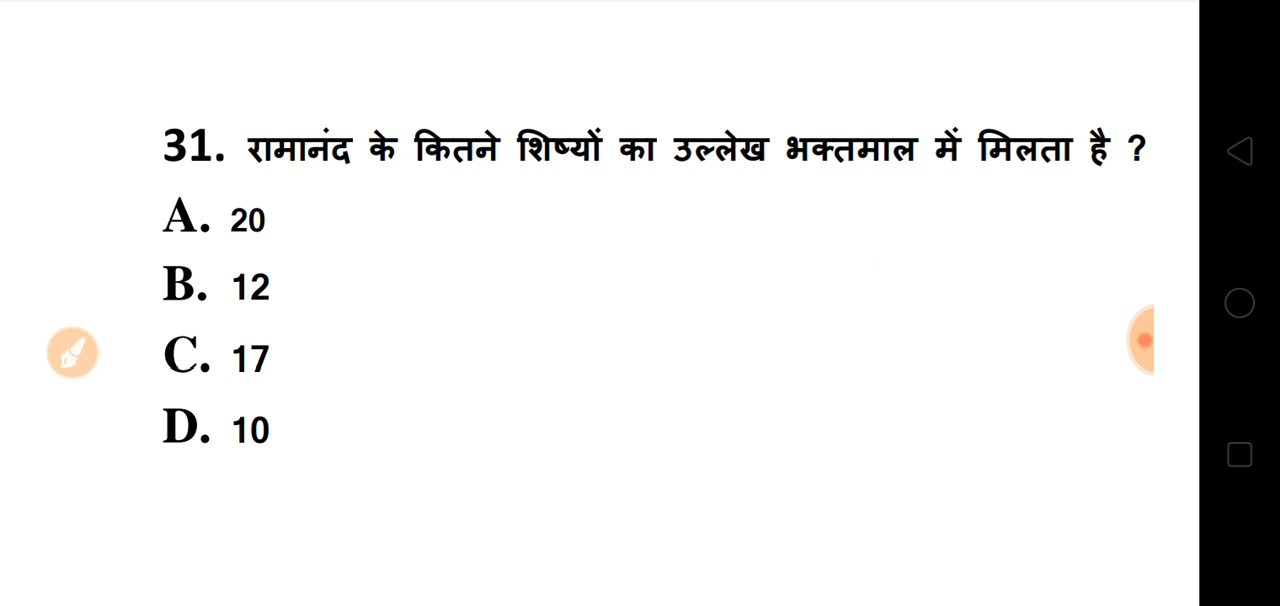 31. रामानंद के कितने शिष्यों का उल्लेख भक्तमाल में मिलता है ?
A. 20
B. 12
C. 17
D. 10